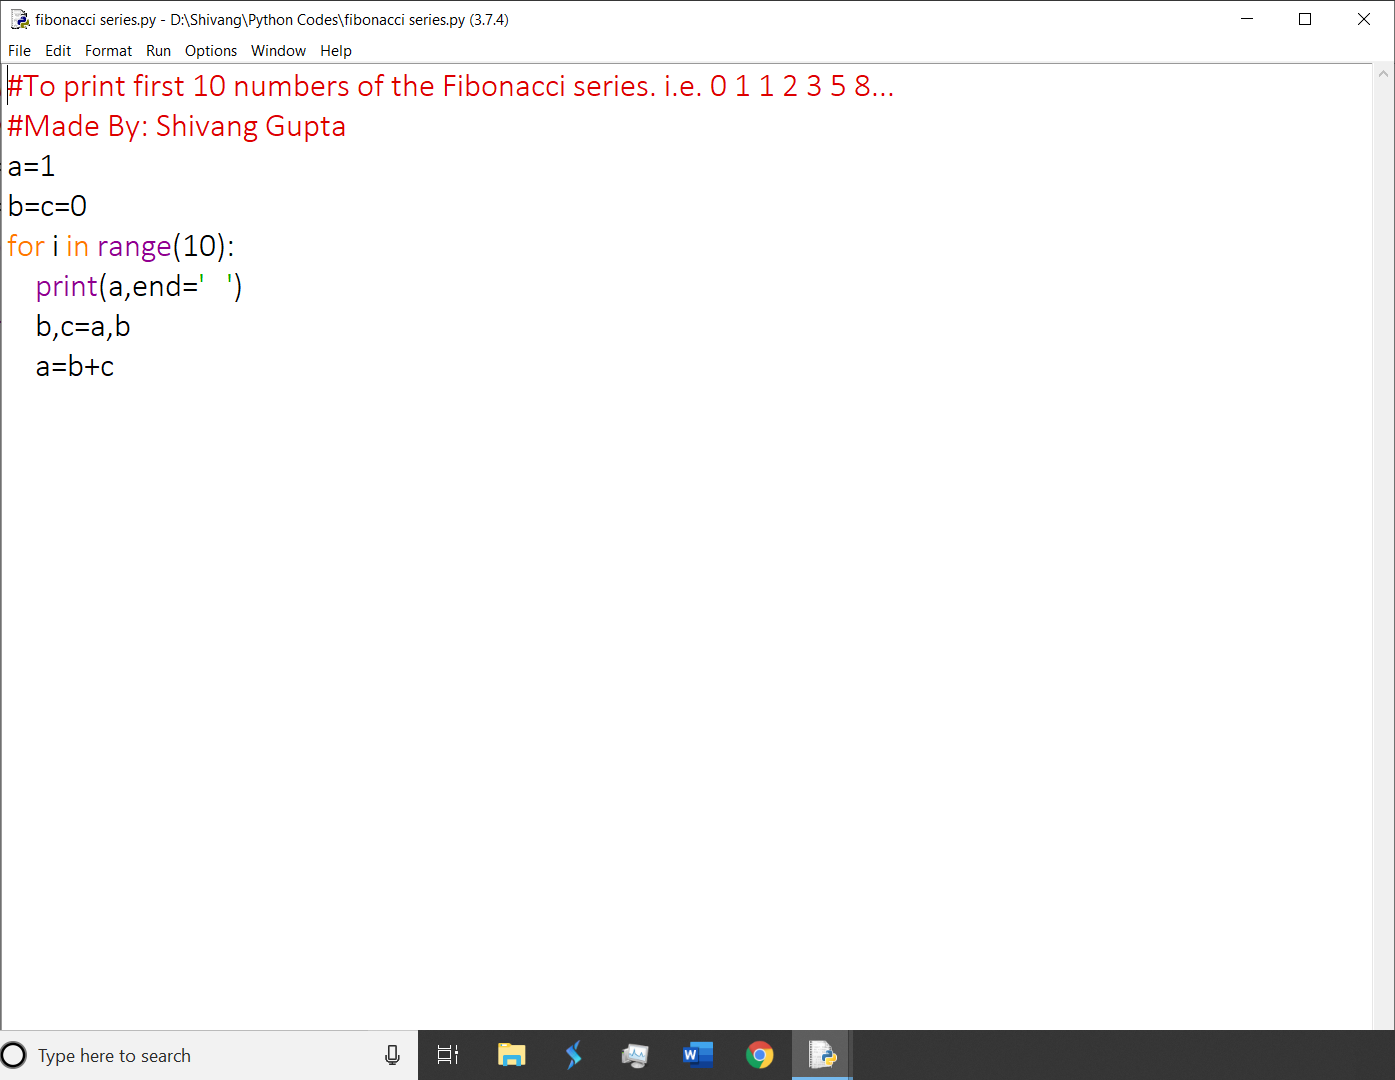 fibonacci series.py - D:\Shivang\Python Codes\fibonacci series.py (3.7.4)
File Edit Format Run Options Window Help
#To print first 10 numbers of the Fibonacci series. i.e. 0 1 1 2 3 5 8...
#Made By: Shivang Gupta
a=1
b=c=0
for i in range(10):
    print(a,end='   ')
    b,c=a,b
    a=b+c
Type here to search
W